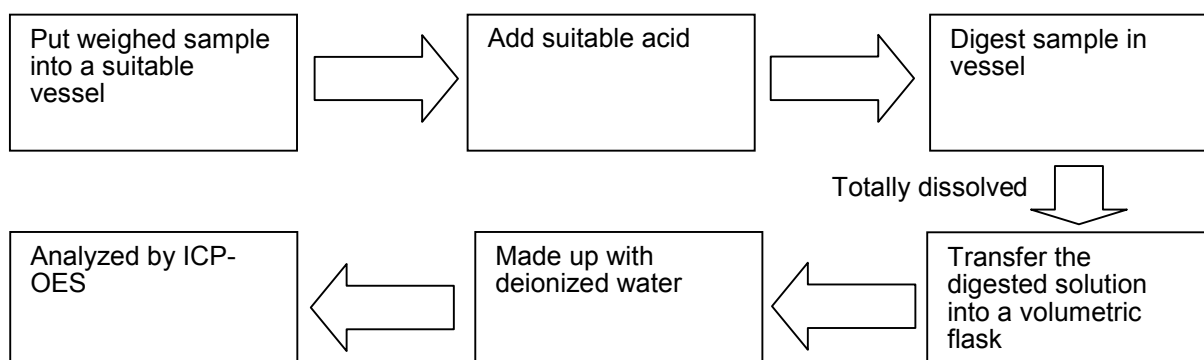 Put weighed sample
into a suitable
vessel
Add suitable acid
Digest sample in
vessel
Totally dissolved
Transfer the
digested solution
into a volumetric
flask
Made up with
deionized water
Analyzed by ICP-
OES